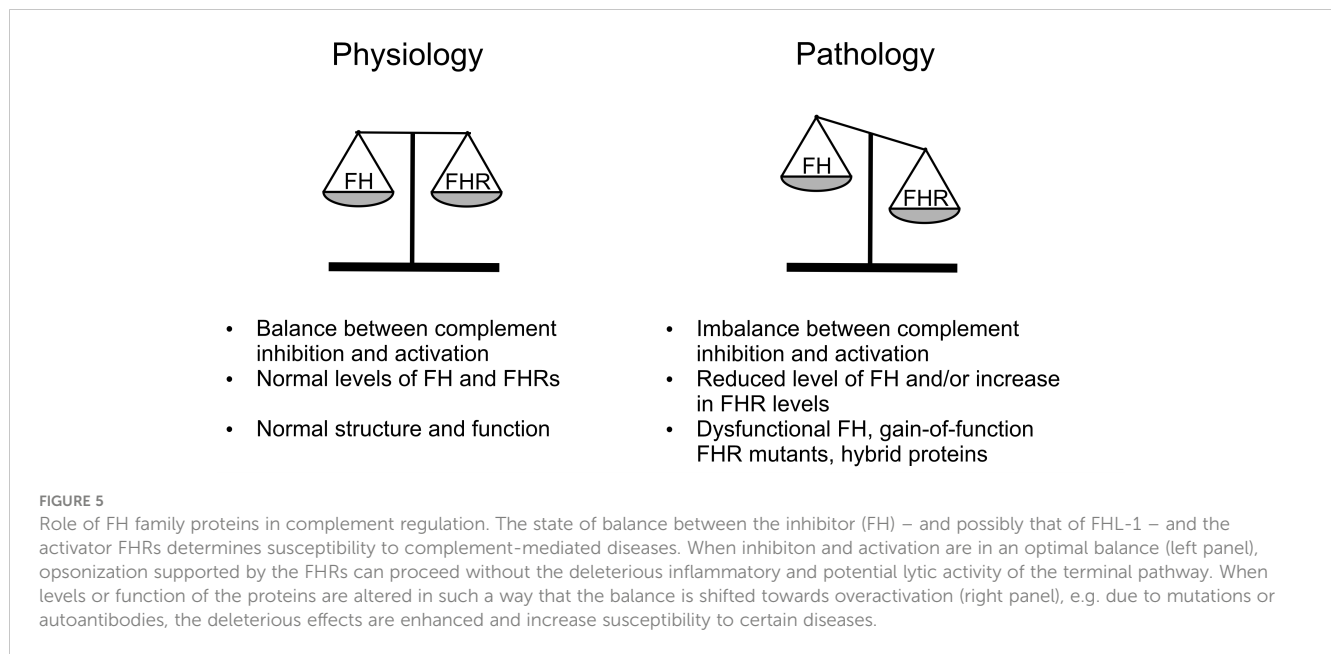 Physiology
Pathology
FH
FHR
FH
FHR
• Balance between complement
inhibition and activation
• Normal levels of FH and FHRs
• Normal structure and function
• Imbalance between complement
inhibition and activation
• Reduced level of FH and/or increase
in FHR levels
• Dysfunctional FH, gain-of-function
FHR mutants, hybrid proteins
FIGURE 5
Role of FH family proteins in complement regulation. The state of balance between the inhibitor (FH) – and possibly that of FHL-1 – and the
activator FHRs determines susceptibility to complement-mediated diseases. When inhibiton and activation are in an optimal balance (left panel),
opsonization supported by the FHRs can proceed without the deleterious inflammatory and potential lytic activity of the terminal pathway. When
levels or function of the proteins are altered in such a way that the balance is shifted towards overactivation (right panel), e.g. due to mutations or
autoantibodies, the deleterious effects are enhanced and increase susceptibility to certain diseases.